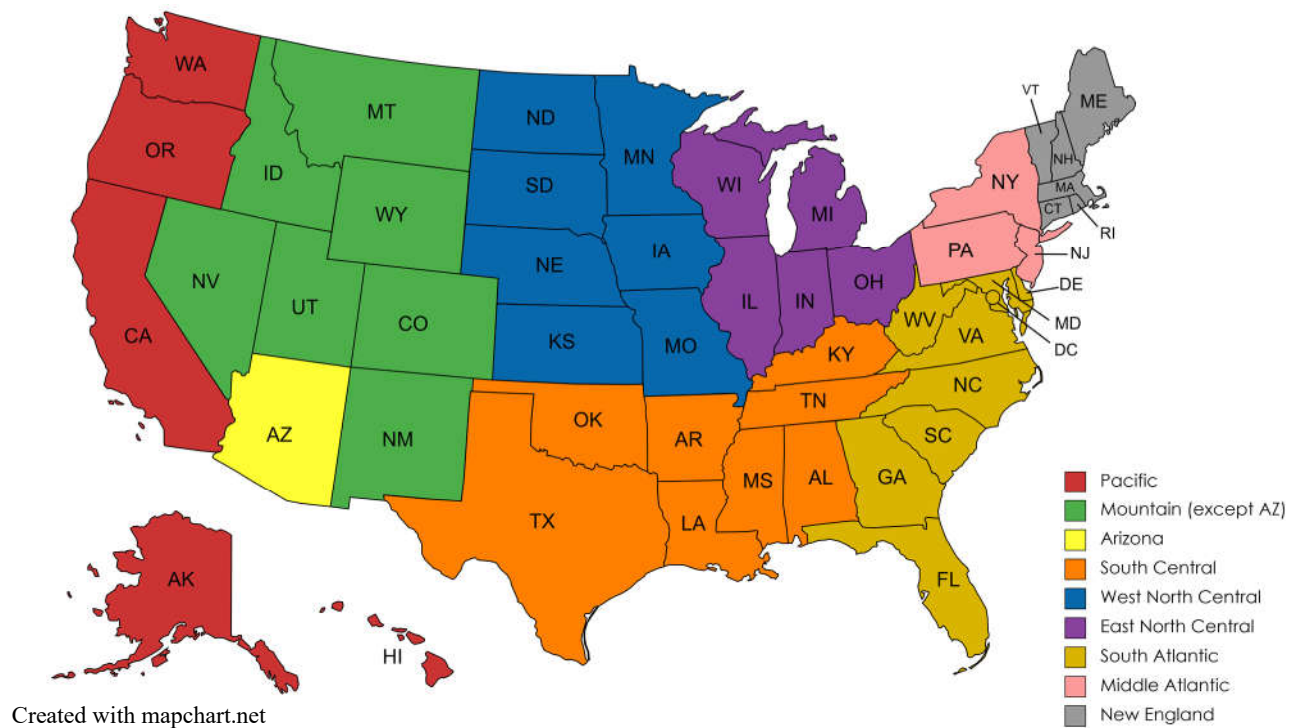 WA
MT
ND
MN
VT
ME
OR
ID
SD
WI
NH
NY
MA
WY
MI
CT
RI
IA
PA
NJ
NE
NV
OH
DE
UT
IL
IN
CO
WV
MD
CA
KS
MO
VA
DC
KY
NC
TN
AZ
NM
OK
AR
SC
MS
AL
GA
Pacific
Mountain (except AZ)
TX
LA
Arizona
South Central
AK
FL
West North Central
East North Central
HI
South Atlantic
Middle Atlantic
New England
Created with mapchart.net